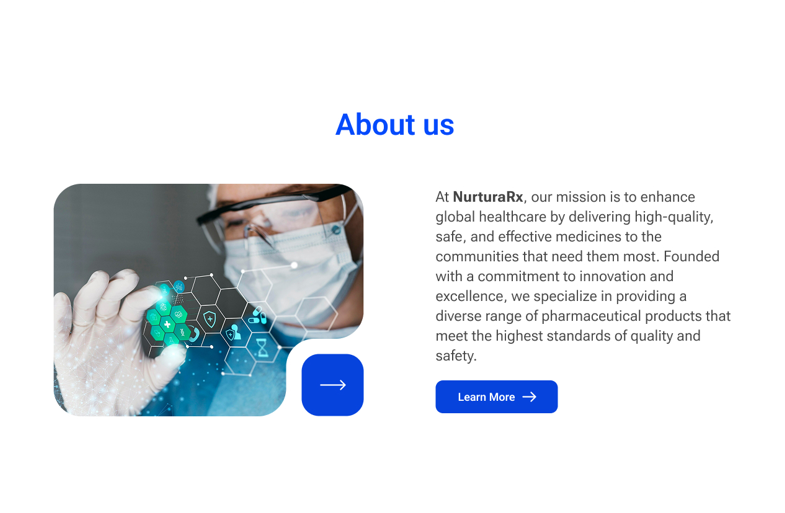 About us
At NurturaRx, our mission is to enhance
global healthcare by delivering high-quality,
safe, and effective medicines to the
communities that need them most. Founded
with a commitment to innovation and
excellence, we specialize in providing a
diverse range of pharmaceutical products that
meet the highest standards of quality and
safety.
Learn More